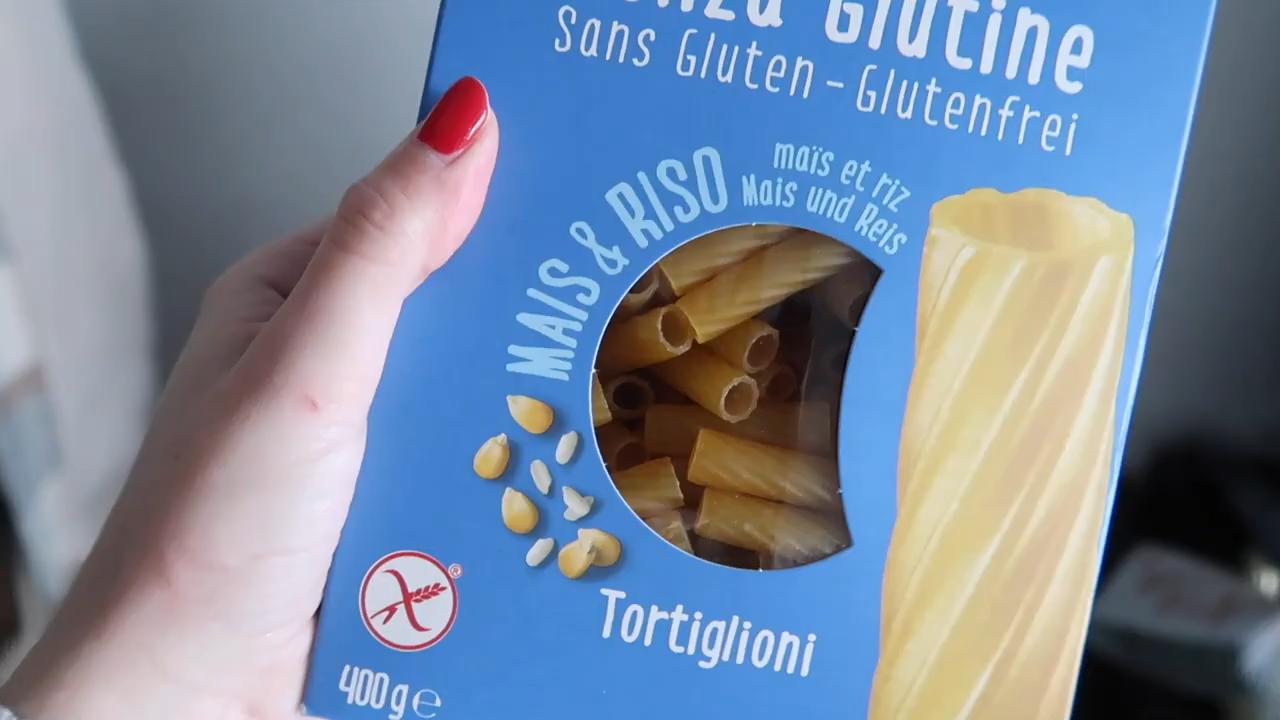 Glutine
Sans Gluten - Glutenfrei
MAIS & RISO
maïs et riz
Mais und Reis
Tortiglioni
®
400 g ℮